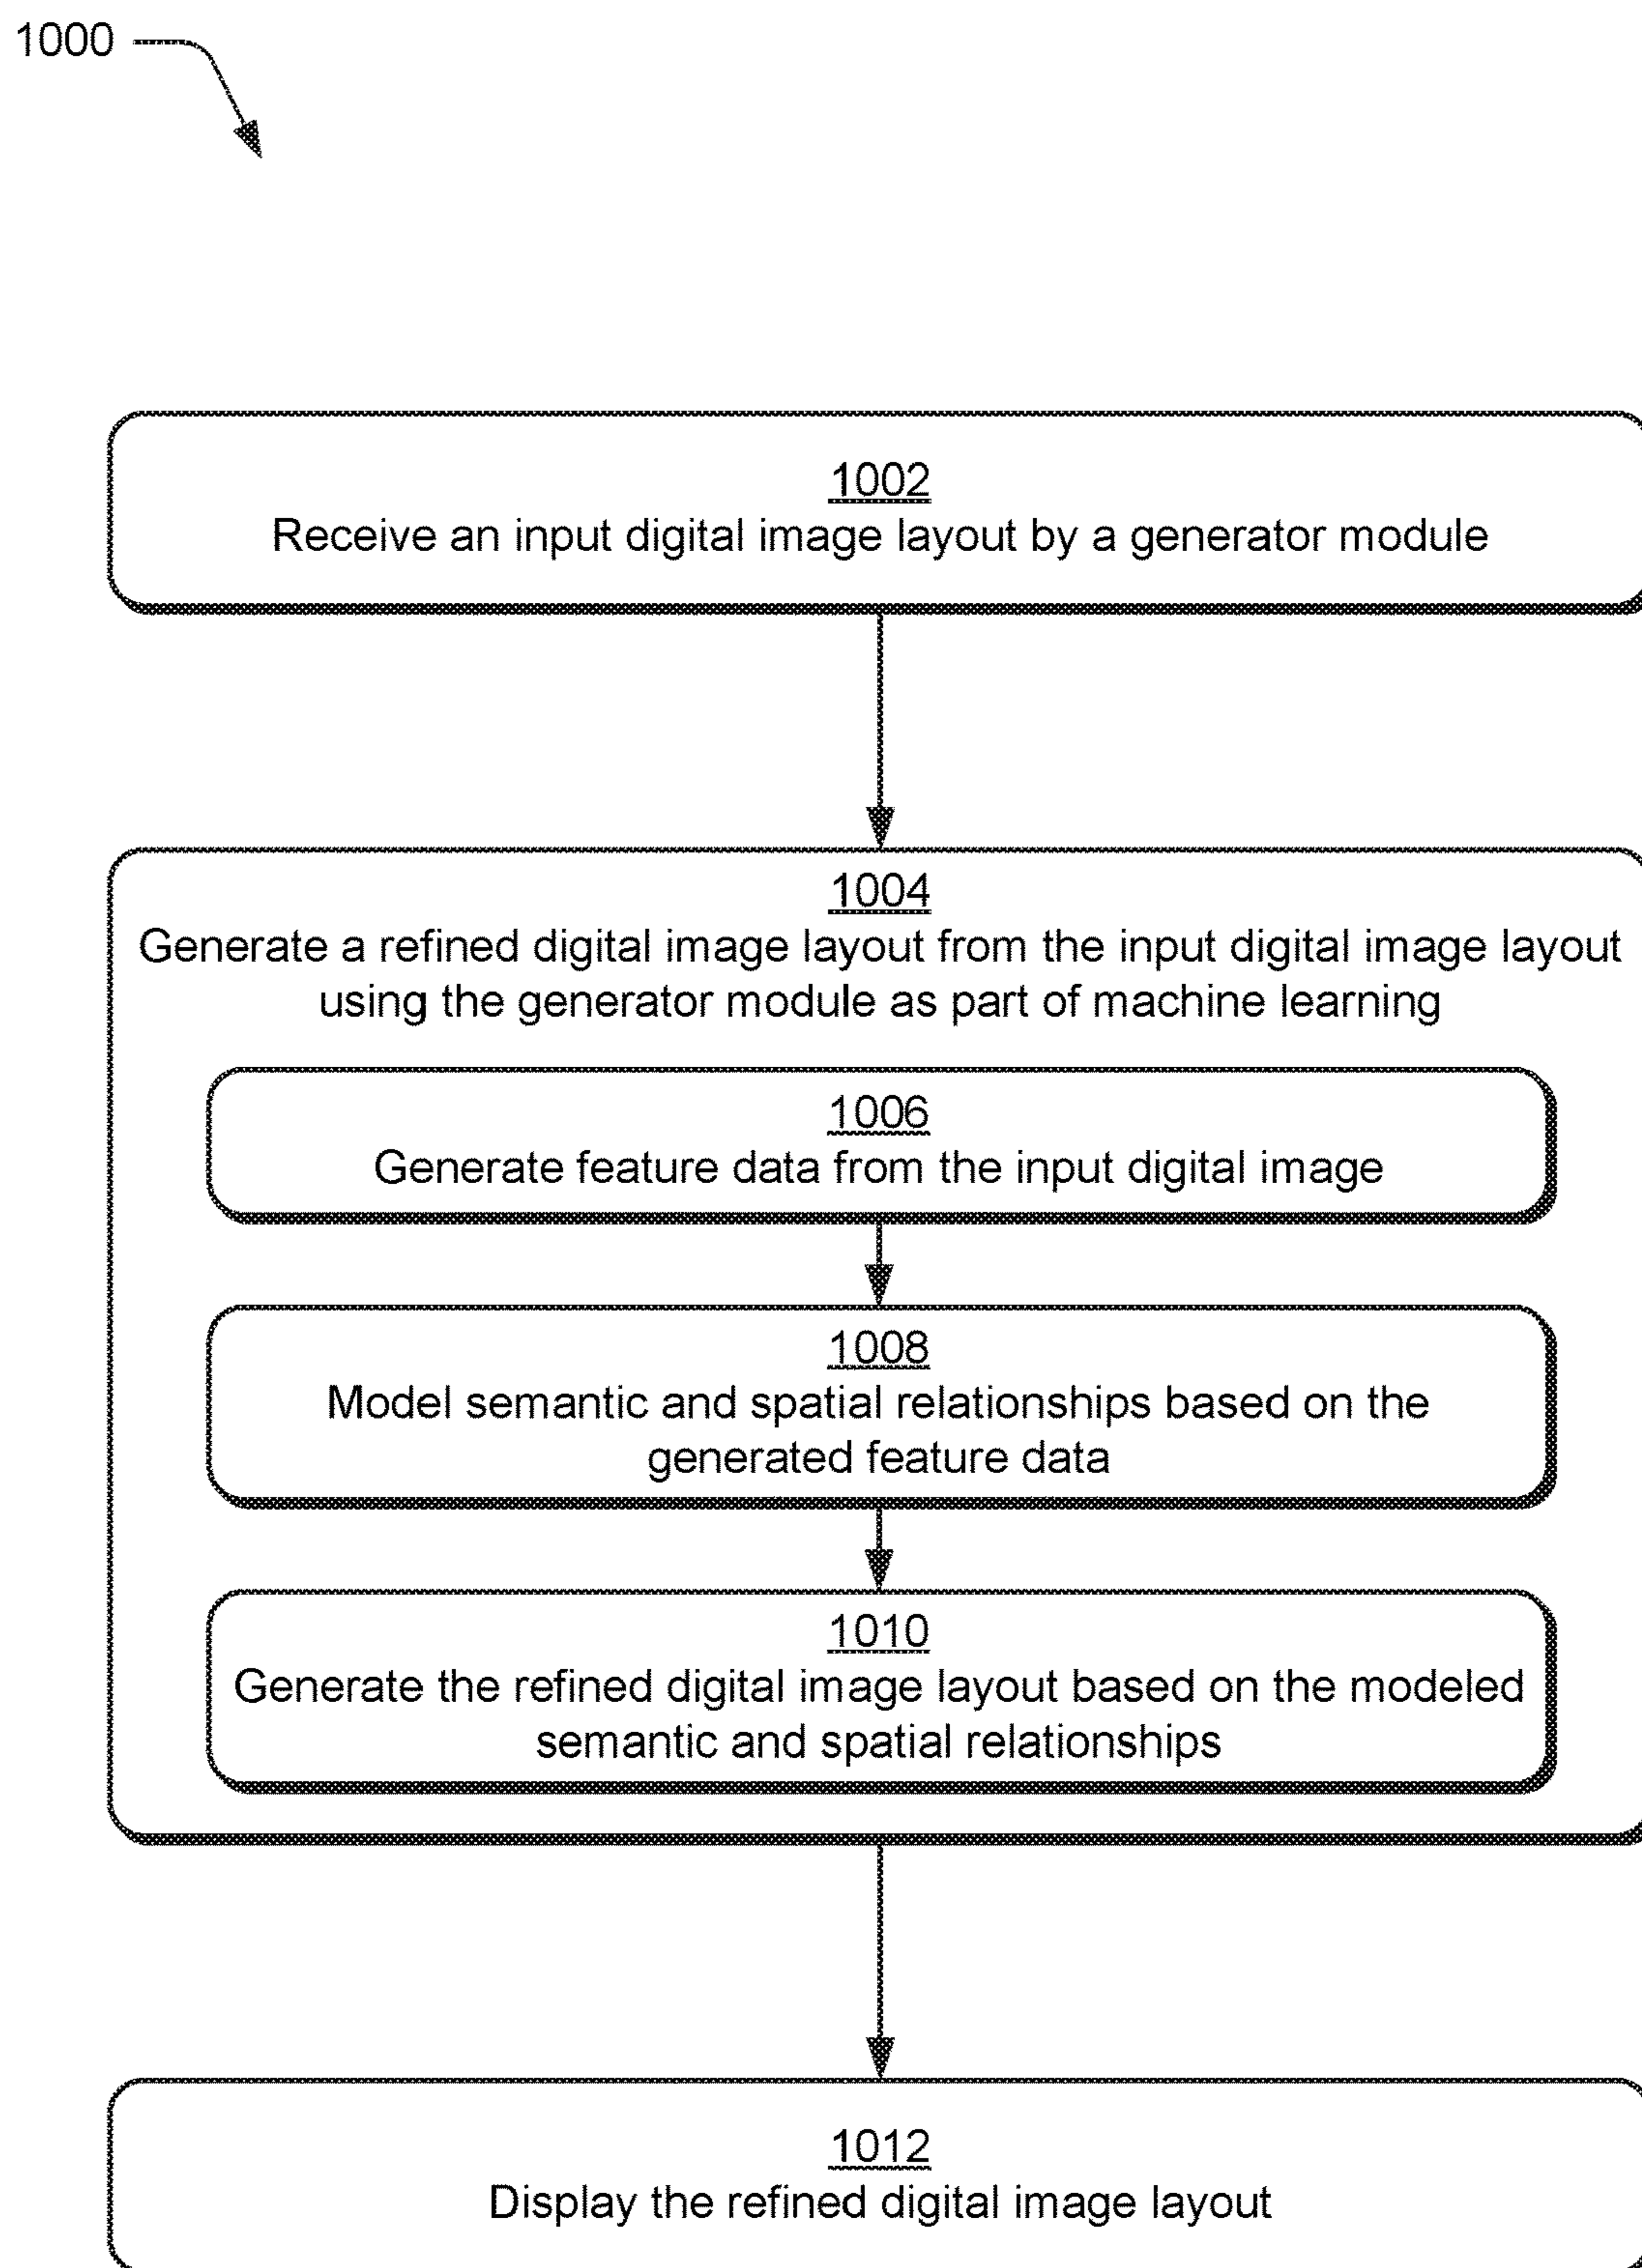 1000
1002
Receive an input digital image layout by a generator module
1004
Generate a refined digital image layout from the input digital image layout
using the generator module as part of machine learning
1006
Generate feature data from the input digital image
1008
Model semantic and spatial relationships based on the
generated feature data
1010
Generate the refined digital image layout based on the modeled
semantic and spatial relationships
1012
Display the refined digital image layout